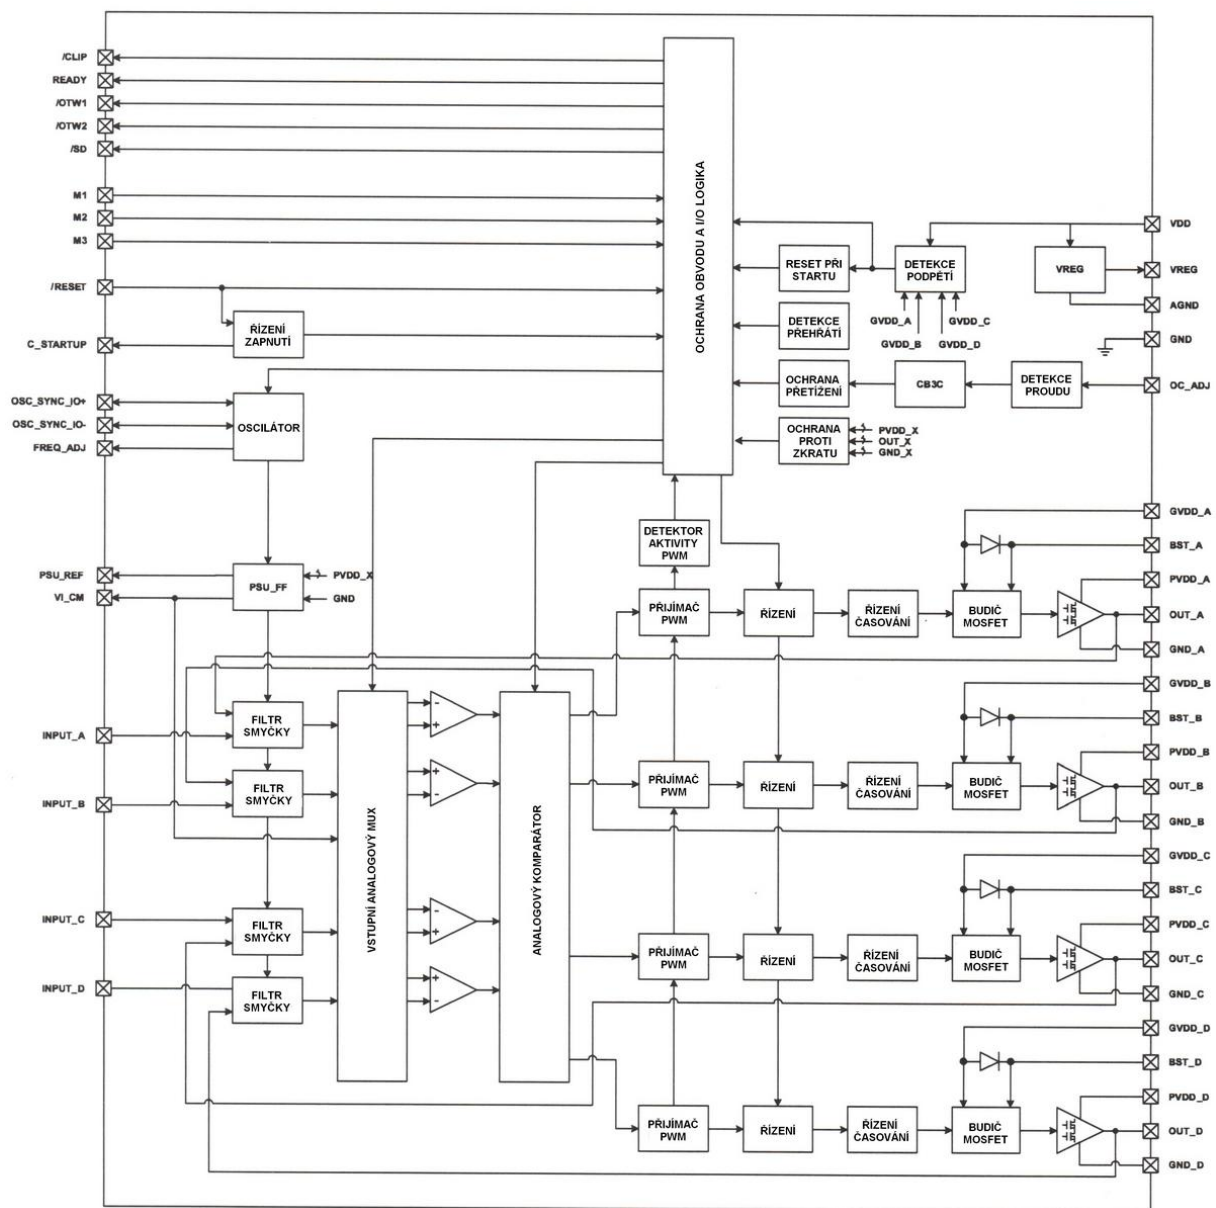 /CLIP
READY
/OTW1
/OTW2
/SD
M1
M2
M3
/RESET
C_STARTUP
OSC_SYNC_IO+
OSC_SYNC_IO-
FREQ_ADJ
PSU_REF
VI_CM
INPUT_A
INPUT_B
INPUT_C
INPUT_D
ŘÍZENÍ
ZAPNUTÍ
OSCILÁTOR
PSU_FF
PVDD_X
GND
FILTR
SMYČKY
FILTR
SMYČKY
FILTR
SMYČKY
FILTR
SMYČKY
VSTUPNÍ ANALOGOVÝ MUX
-
+
+
-
-
+
+
-
ANALOGOVÝ KOMPARÁTOR
OCHRANA OBVODU A I/O LOGIKA
RESET PŘI
STARTU
DETEKCE
PODPĚTÍ
VREG
GVDD_A
GVDD_C
GVDD_B
GVDD_D
DETEKCE
PŘEHŘÁTÍ
OCHRANA
PŘETÍŽENÍ
CB3C
DETEKCE
PROUDU
OCHRANA
PROTI
ZKRATU
PVDD_X
OUT_X
GND_X
DETEKTOR
AKTIVITY
PWM
PŘIJÍMAČ
PWM
ŘÍZENÍ
ŘÍZENÍ
ČASOVÁNÍ
BUDIČ
MOSFET
PŘIJÍMAČ
PWM
ŘÍZENÍ
ŘÍZENÍ
ČASOVÁNÍ
BUDIČ
MOSFET
PŘIJÍMAČ
PWM
ŘÍZENÍ
ŘÍZENÍ
ČASOVÁNÍ
BUDIČ
MOSFET
PŘIJÍMAČ
PWM
ŘÍZENÍ
ŘÍZENÍ
ČASOVÁNÍ
BUDIČ
MOSFET
VDD
VREG
AGND
GND
OC_ADJ
GVDD_A
BST_A
PVDD_A
OUT_A
GND_A
GVDD_B
BST_B
PVDD_B
OUT_B
GND_B
GVDD_C
BST_C
PVDD_C
OUT_C
GND_C
GVDD_D
BST_D
PVDD_D
OUT_D
GND_D